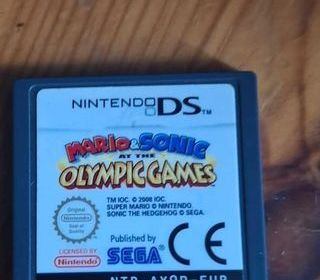 NINTENDO DS™
MARIO & SONIC
AT THE
OLYMPIC GAMES
TM IOC. © 2008 IOC.
SUPER MARIO © NINTENDO.
SONIC THE HEDGEHOG © SEGA.
Original
Nintendo
Seal of
Quality
LICENSED BY
Nintendo
Published by
SEGA
CE